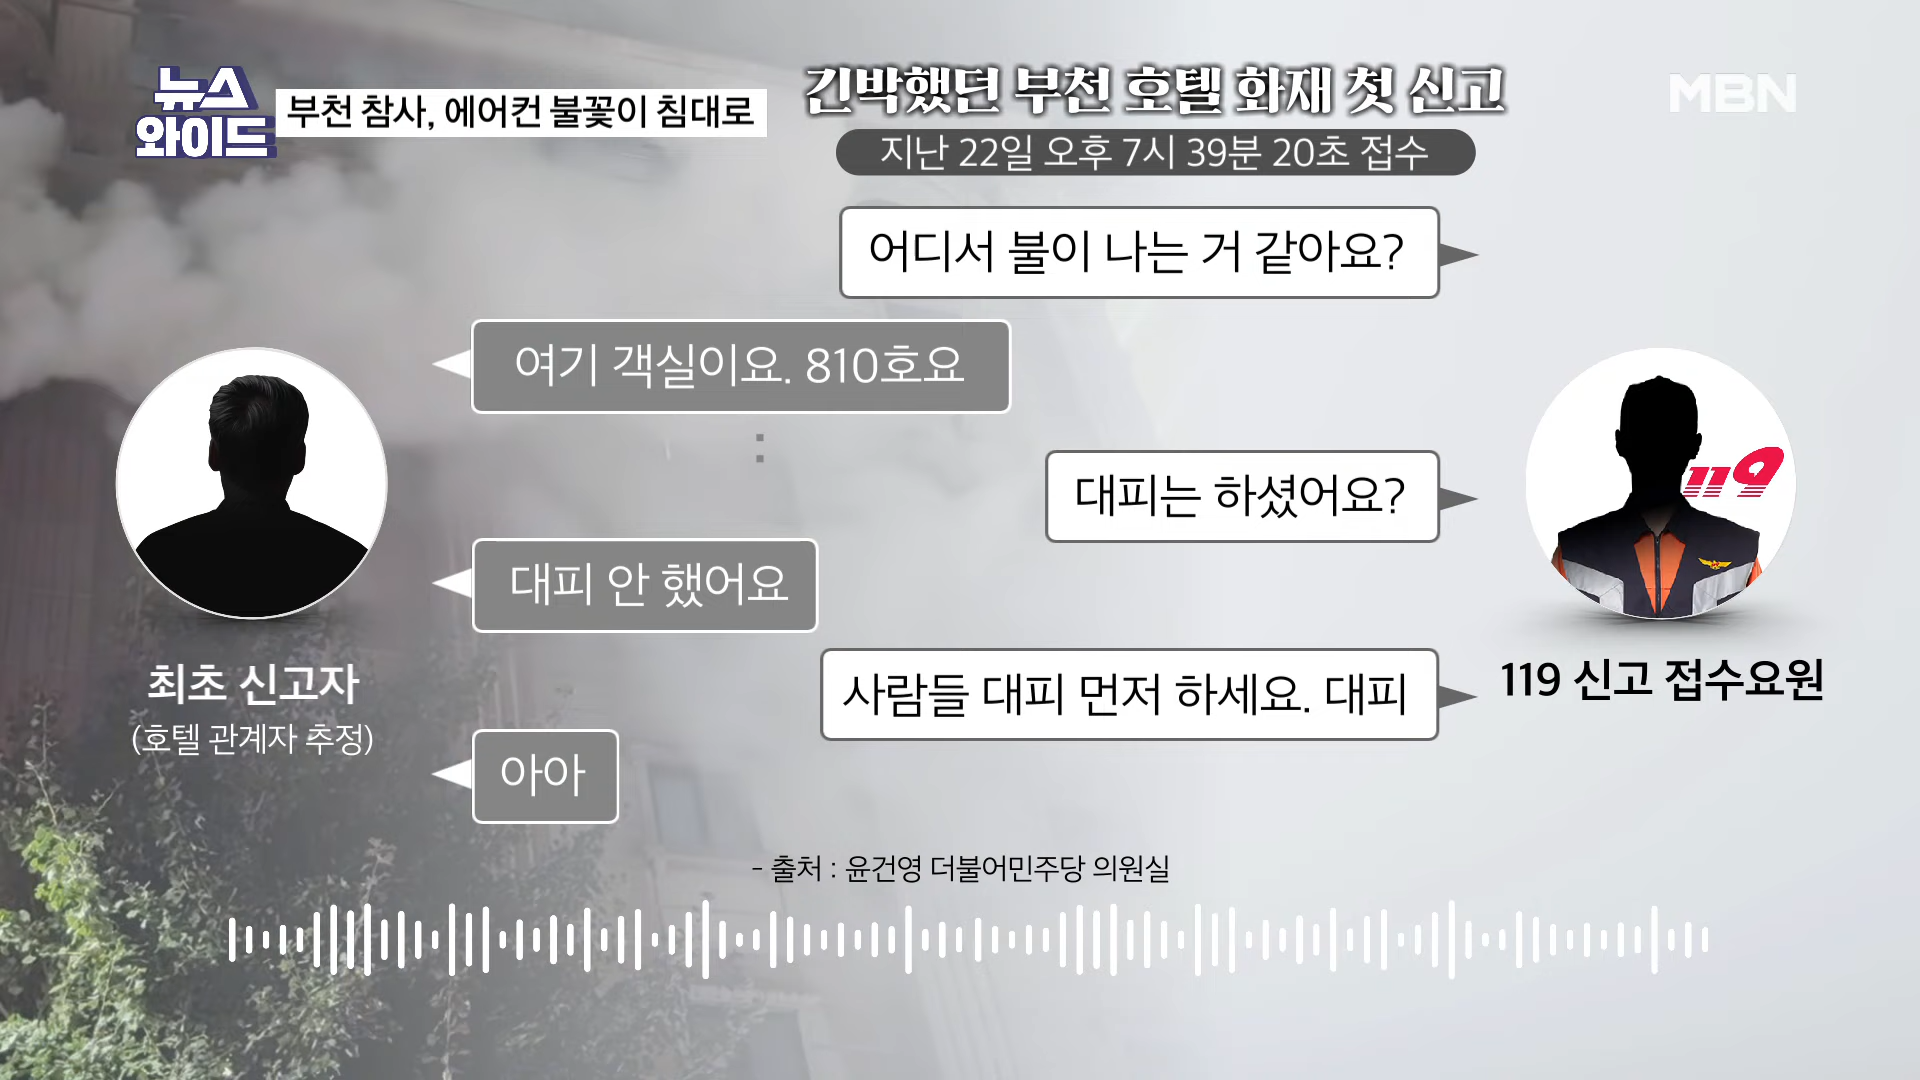 뉴스
와이드
부천 참사, 에어컨 불꽃이 침대로
긴박했던 부천 호텔 화재 첫 신고
MBN
지난 22일 오후 7시 39분 20초 접수
어디서 불이 나는 거 같아요?
여기 객실이요. 810호요
:
대피는 하셨어요?
119
대피 안 했어요
사람들 대피 먼저 하세요. 대피
최초 신고자
(호텔 관계자 추정)
119 신고 접수요원
아아
- 출처 : 윤건영 더불어민주당 의원실